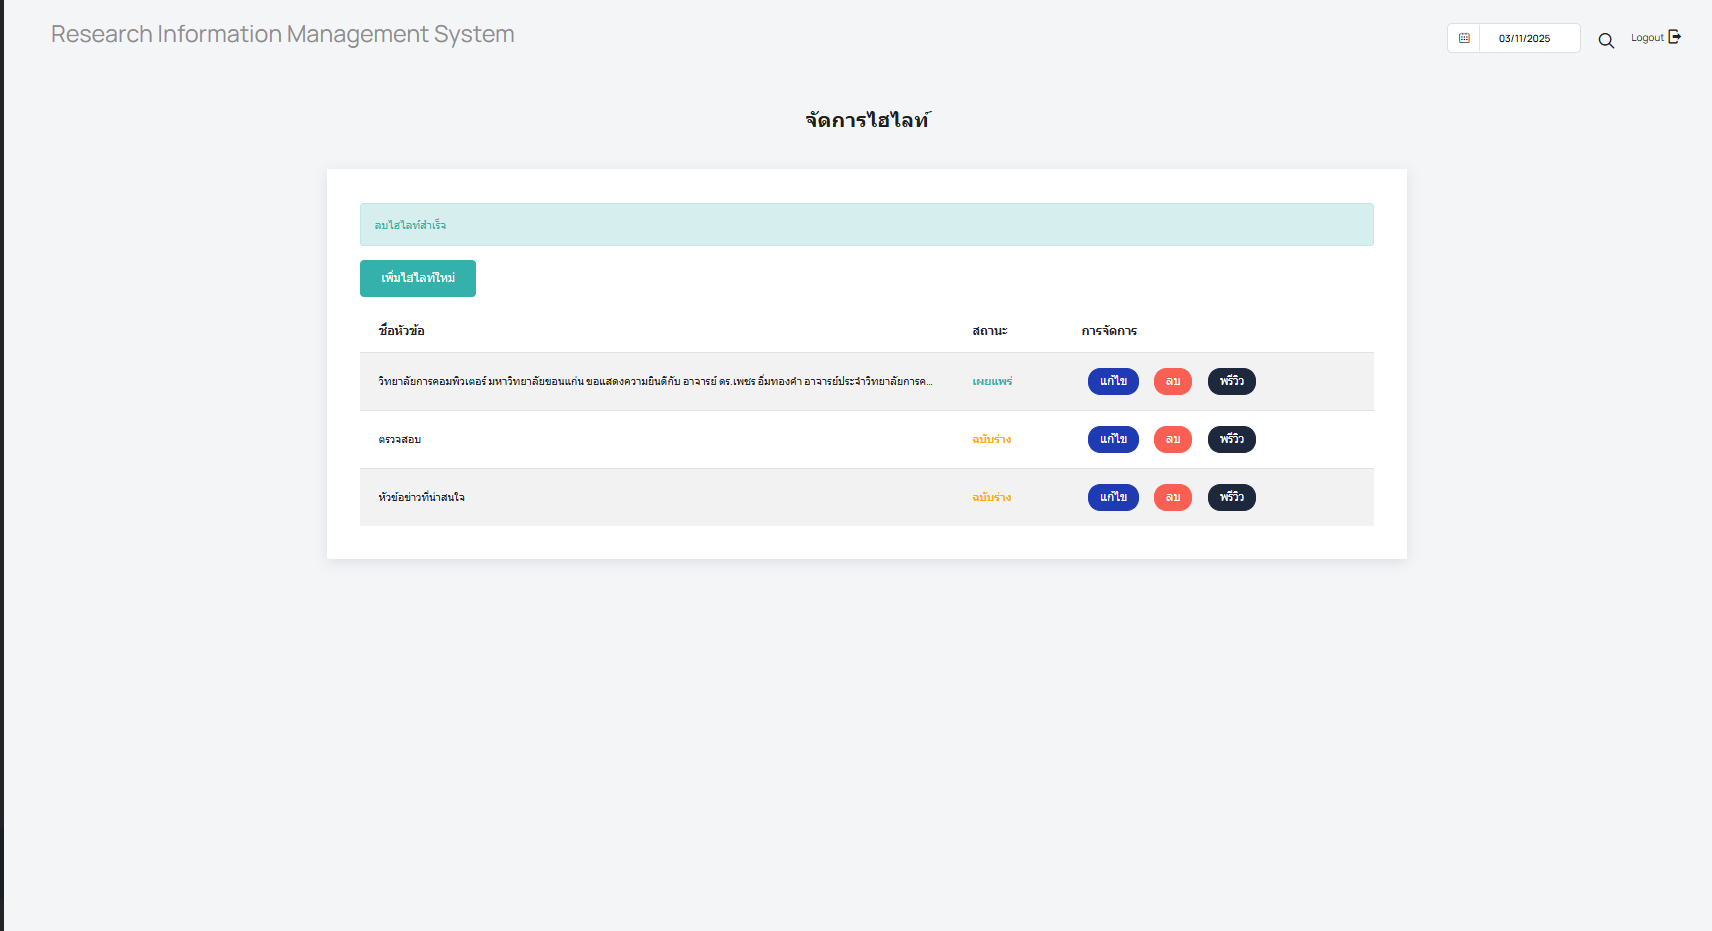 Research Information Management System
03/11/2025
Logout
จัดการไฮไลท์
ลบไฮไลท์สำเร็จ
เพิ่มไฮไลท์ใหม่
ชื่อหัวข้อ สถานะ การจัดการ
วิทยาลัยการคอมพิวเตอร์ มหาวิทยาลัยขอนแก่น ขอแสดงความยินดีกับ อาจารย์ ดร.เพชร อิ่มทองคำ อาจารย์ประจำวิทยาลัยการค... เผยแพร่ แก้ไข ลบ พรีวิว
ตรวจสอบ ฉบับร่าง แก้ไข ลบ พรีวิว
หัวข้อข่าวที่น่าสนใจ ฉบับร่าง แก้ไข ลบ พรีวิว